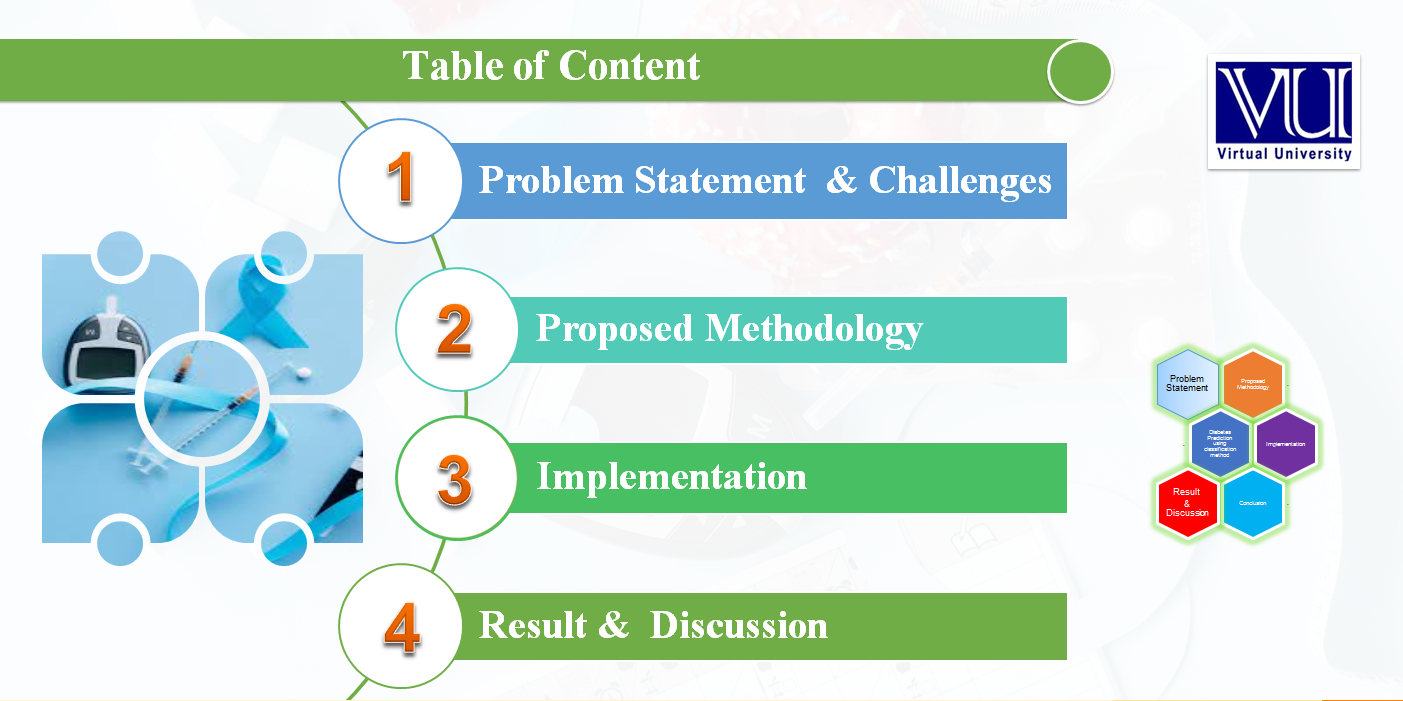 Table of Content
VU
Virtual University
1
Problem Statement & Challenges
2
Proposed Methodology
3
Implementation
4
Result & Discussion
Problem
Statement
Proposed
Methodology
Diabetes
Prediction
using
classification
method
Implementation
Result
&
Discussion
Conclusion